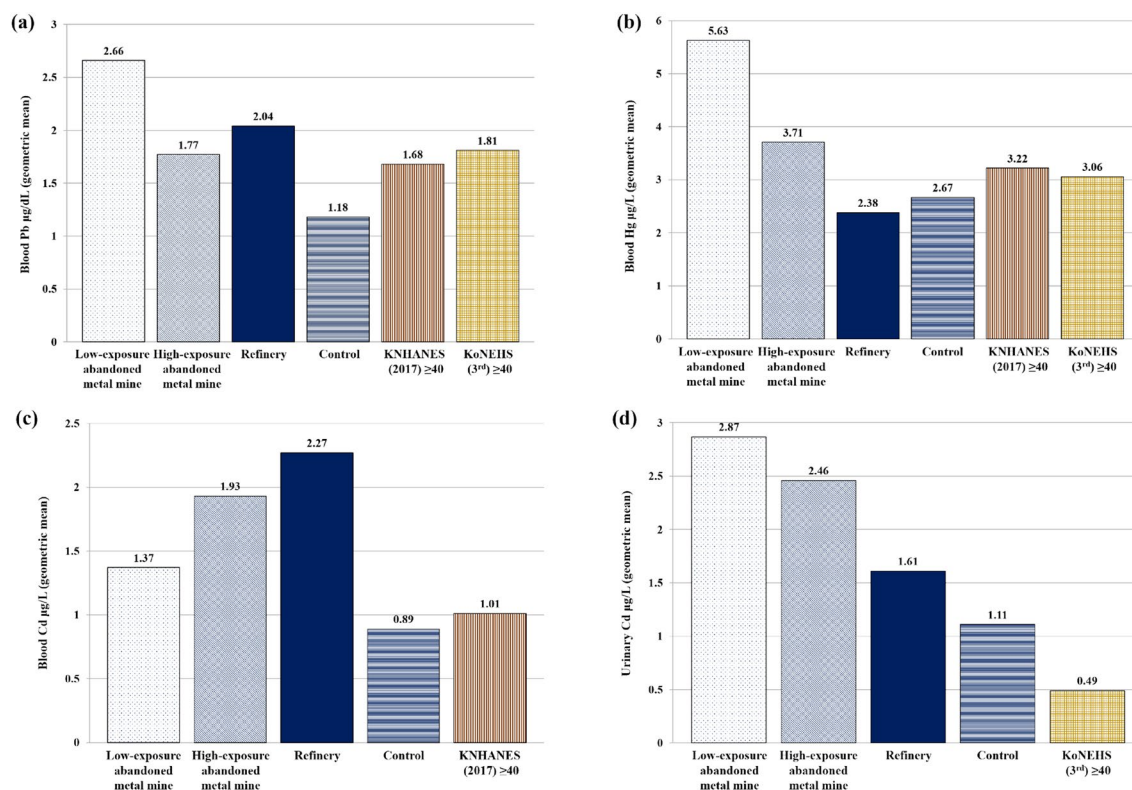 (a)
Blood Pb μg/dL (geometric mean)
3
2.5
2
1.5
1
0.5
0
2.66
1.77
2.04
1.18
1.68
1.81
Low-exposure
abandoned
metal mine
High-exposure
abandoned
metal mine
Refinery
Control
KNHANES
(2017) ≥40
KoNEHS
(3rd) ≥40
(b)
Blood Hg μg/L (geometric mean)
6
5
4
3
2
1
0
5.63
3.71
2.38
2.67
3.22
3.06
Low-exposure
abandoned
metal mine
High-exposure
abandoned
metal mine
Refinery
Control
KNHANES
(2017) ≥40
KoNEHS
(3rd) ≥40
(c)
Blood Cd μg/L (geometric mean)
2.5
2
1.5
1
0.5
0
1.37
1.93
2.27
0.89
1.01
Low-exposure
abandoned
metal mine
High-exposure
abandoned
metal mine
Refinery
Control
KNHANES
(2017) ≥40
(d)
Urinary Cd μg/L (geometric mean)
3
2.5
2
1.5
1
0.5
0
2.87
2.46
1.61
1.11
0.49
Low-exposure
abandoned
metal mine
High-exposure
abandoned
metal mine
Refinery
Control
KoNEHS
(3rd) ≥40